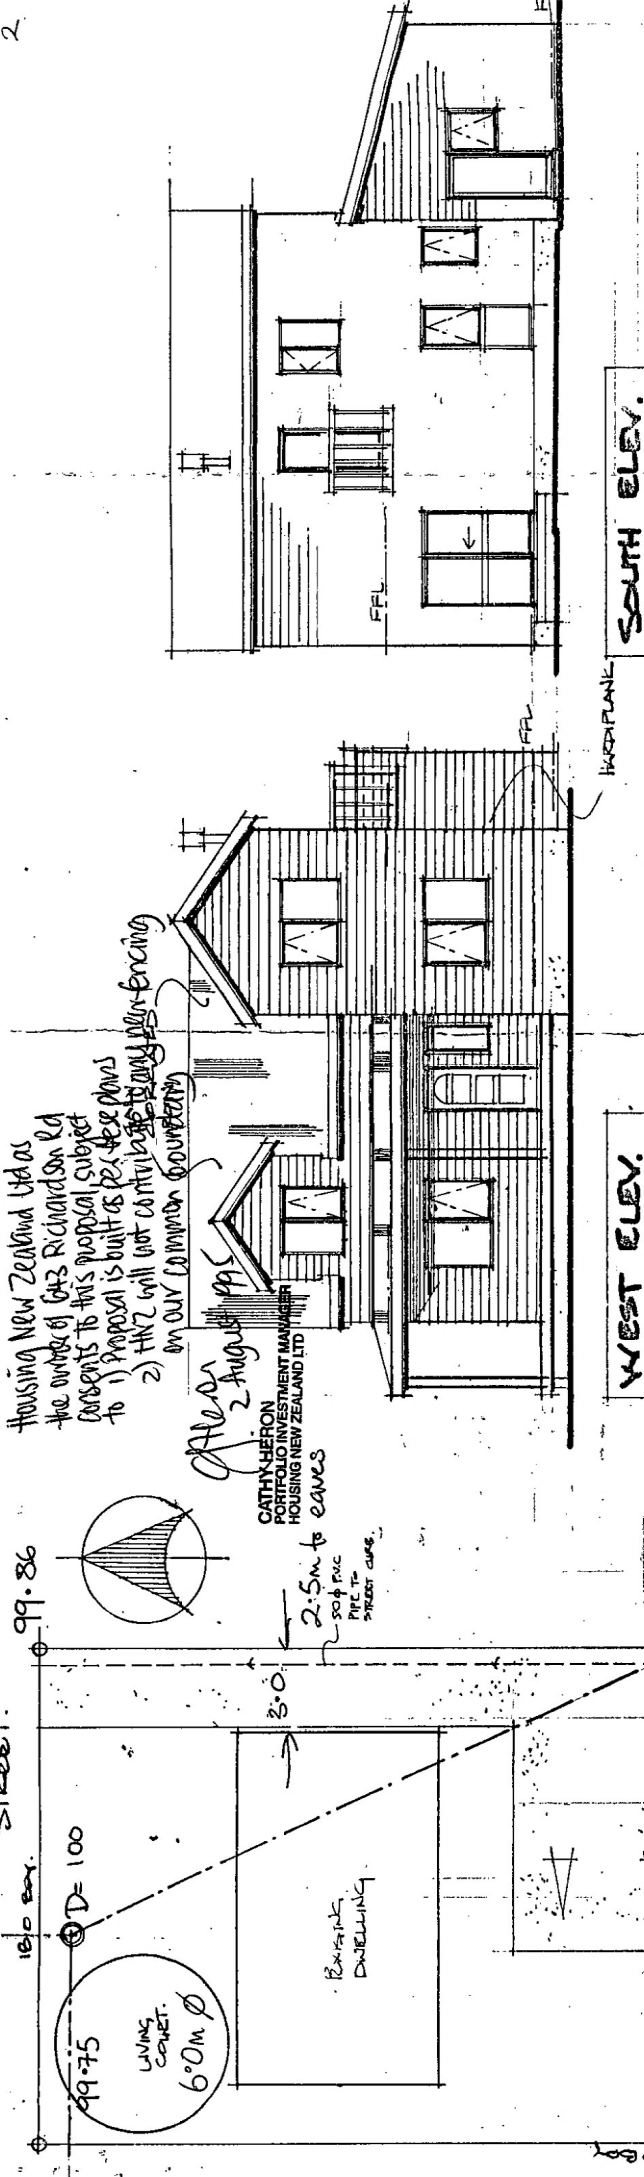 2
Housing New Zealand Ltd as
the owner of 643 Richardson Rd
consents to this proposal, subject
to 1) Proposal is built as per these plans
2) HNZ will not contribute to any new fencing
on our common boundary
2 August 1995
CATHY HERON
PORTFOLIO INVESTMENT MANAGER
HOUSING NEW ZEALAND LTD
STREET.
99.86
D= 100
99.75
LIVING
COURT.
6.0m Ø
EXISTING
DWELLING
3.0
2.5m to eaves
50φ P.V.C
PIPE TO
STREET CURB.
WEST ELEV.
FFL
HARDIPLANK
FFL
SOUTH ELEV.